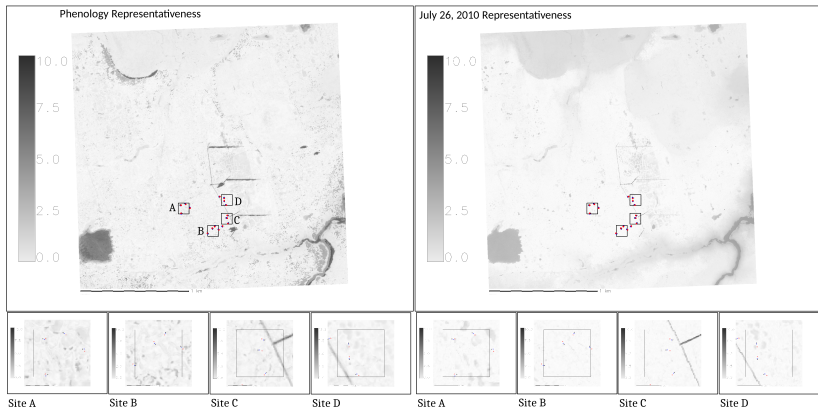 Phenology Representativeness
July 26, 2010 Representativeness
10.0
7.5
5.0
2.5
0.0
A
B
C
D
10.0
7.5
5.0
2.5
0.0
Site A
Site B
Site C
Site D
Site A
Site B
Site C
Site D